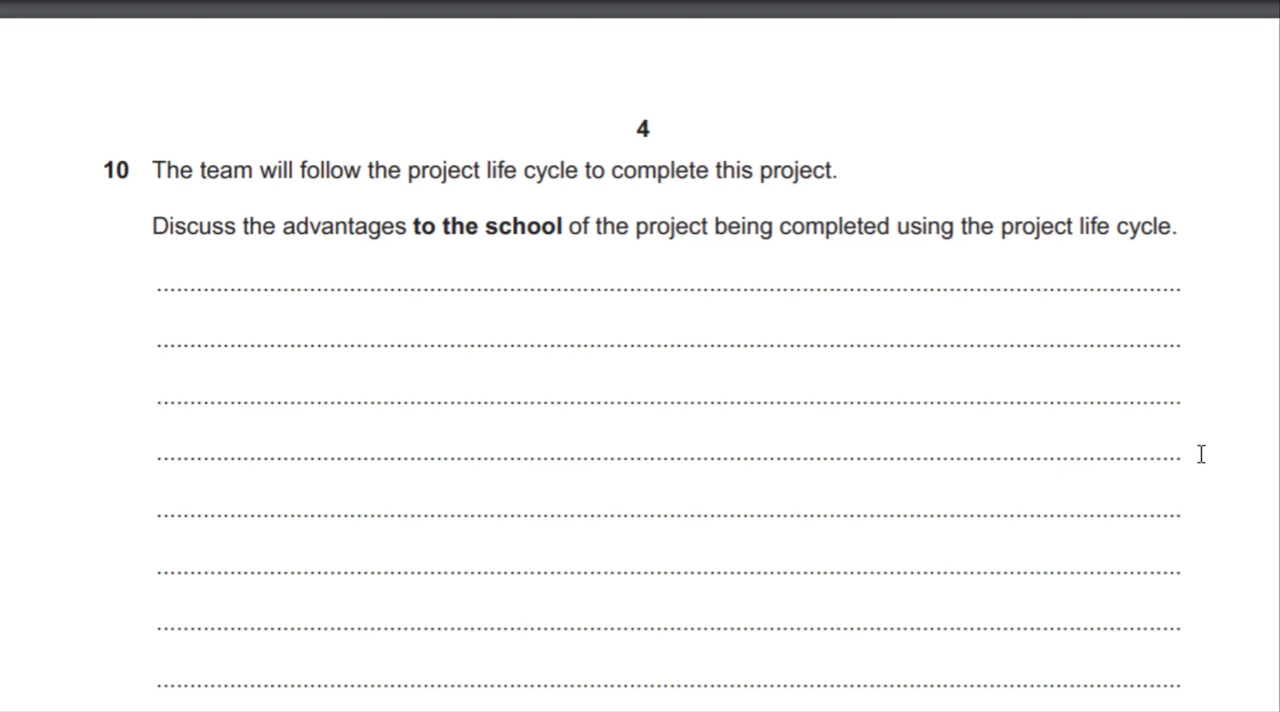 4
10 The team will follow the project life cycle to complete this project.
Discuss the advantages to the school of the project being completed using the project life cycle.